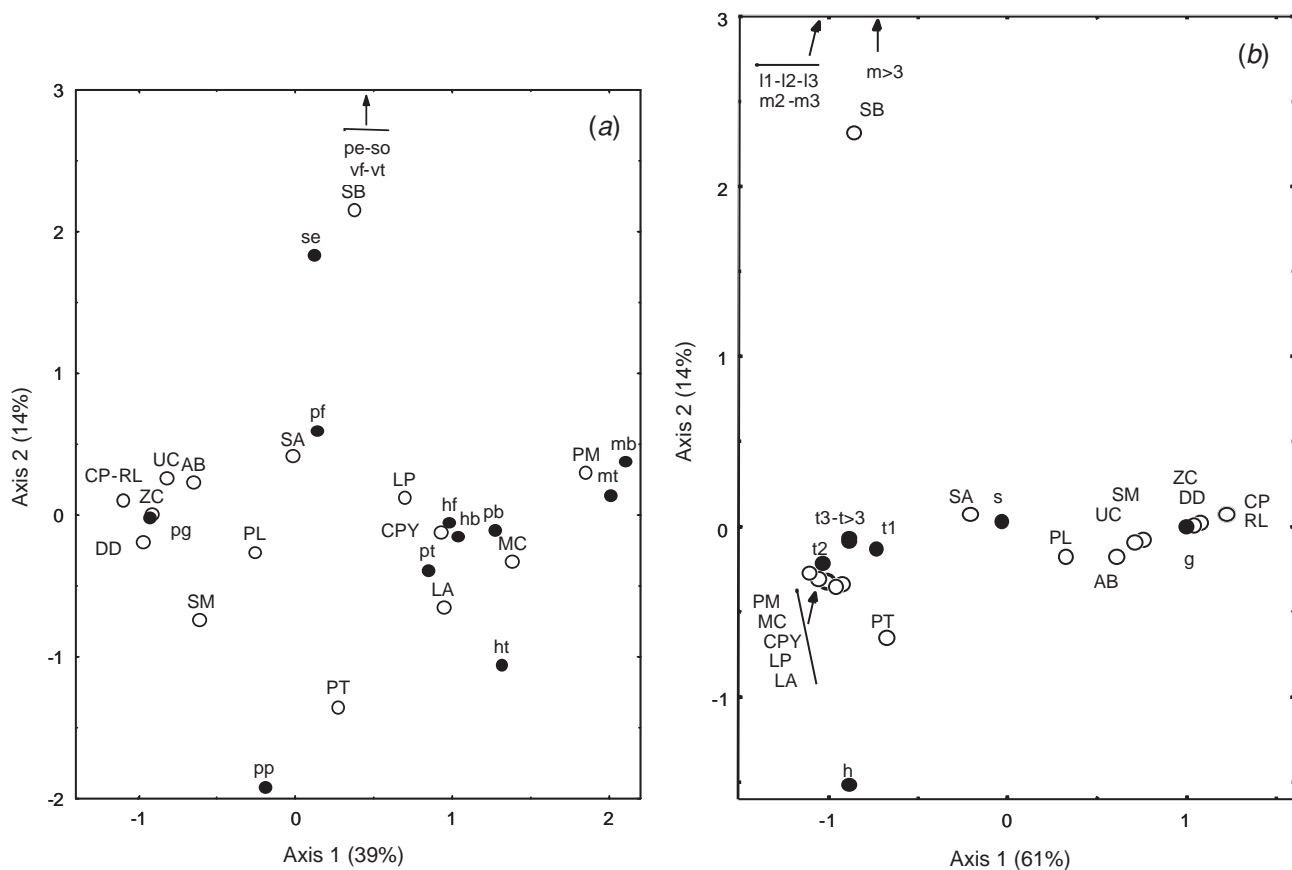 (a)
3
2
1
0
-1
-2
-1
0
1
2
Axis 2 (14%)
Axis 1 (39%)
pe-so
vf-vt
SB
se
pf
SA
UC
AB
CP-RL
ZC
DD
pg
PL
SM
LP
CPY
hf
hb
pb
PM
mb
mt
MC
pt
LA
ht
PT
pp
(b)
3
2
1
0
-1
-1
0
1
Axis 2 (14%)
Axis 1 (61%)
l1-l2-l3
m2-m3
m>3
SB
SA
s
t3-t>3
t1
t2
PM
MC
CPY
LP
LA
PT
h
PL
AB
UC
SM
ZC
DD
CP
RL
g